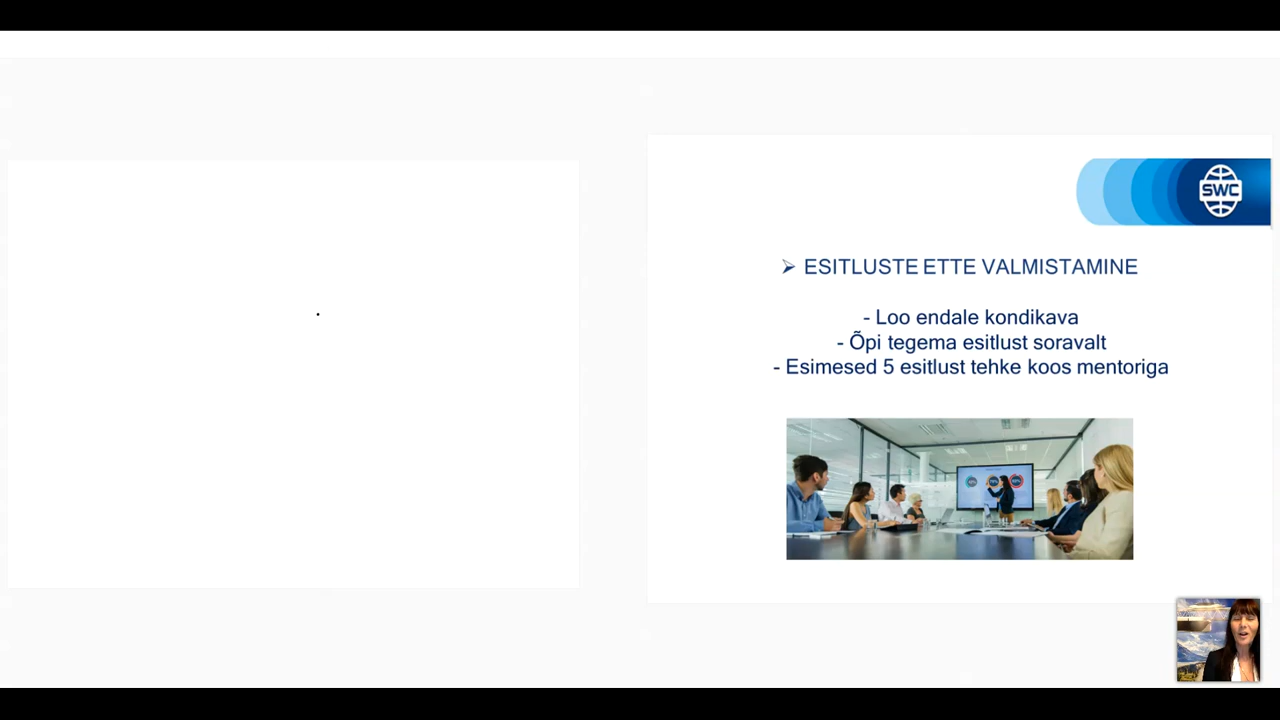 SWC
➢ ESITLUSTE ETTE VALMISTAMINE
- Loo endale kondikava
- Õpi tegema esitlust soravalt
- Esimesed 5 esitlust tehke koos mentoriga